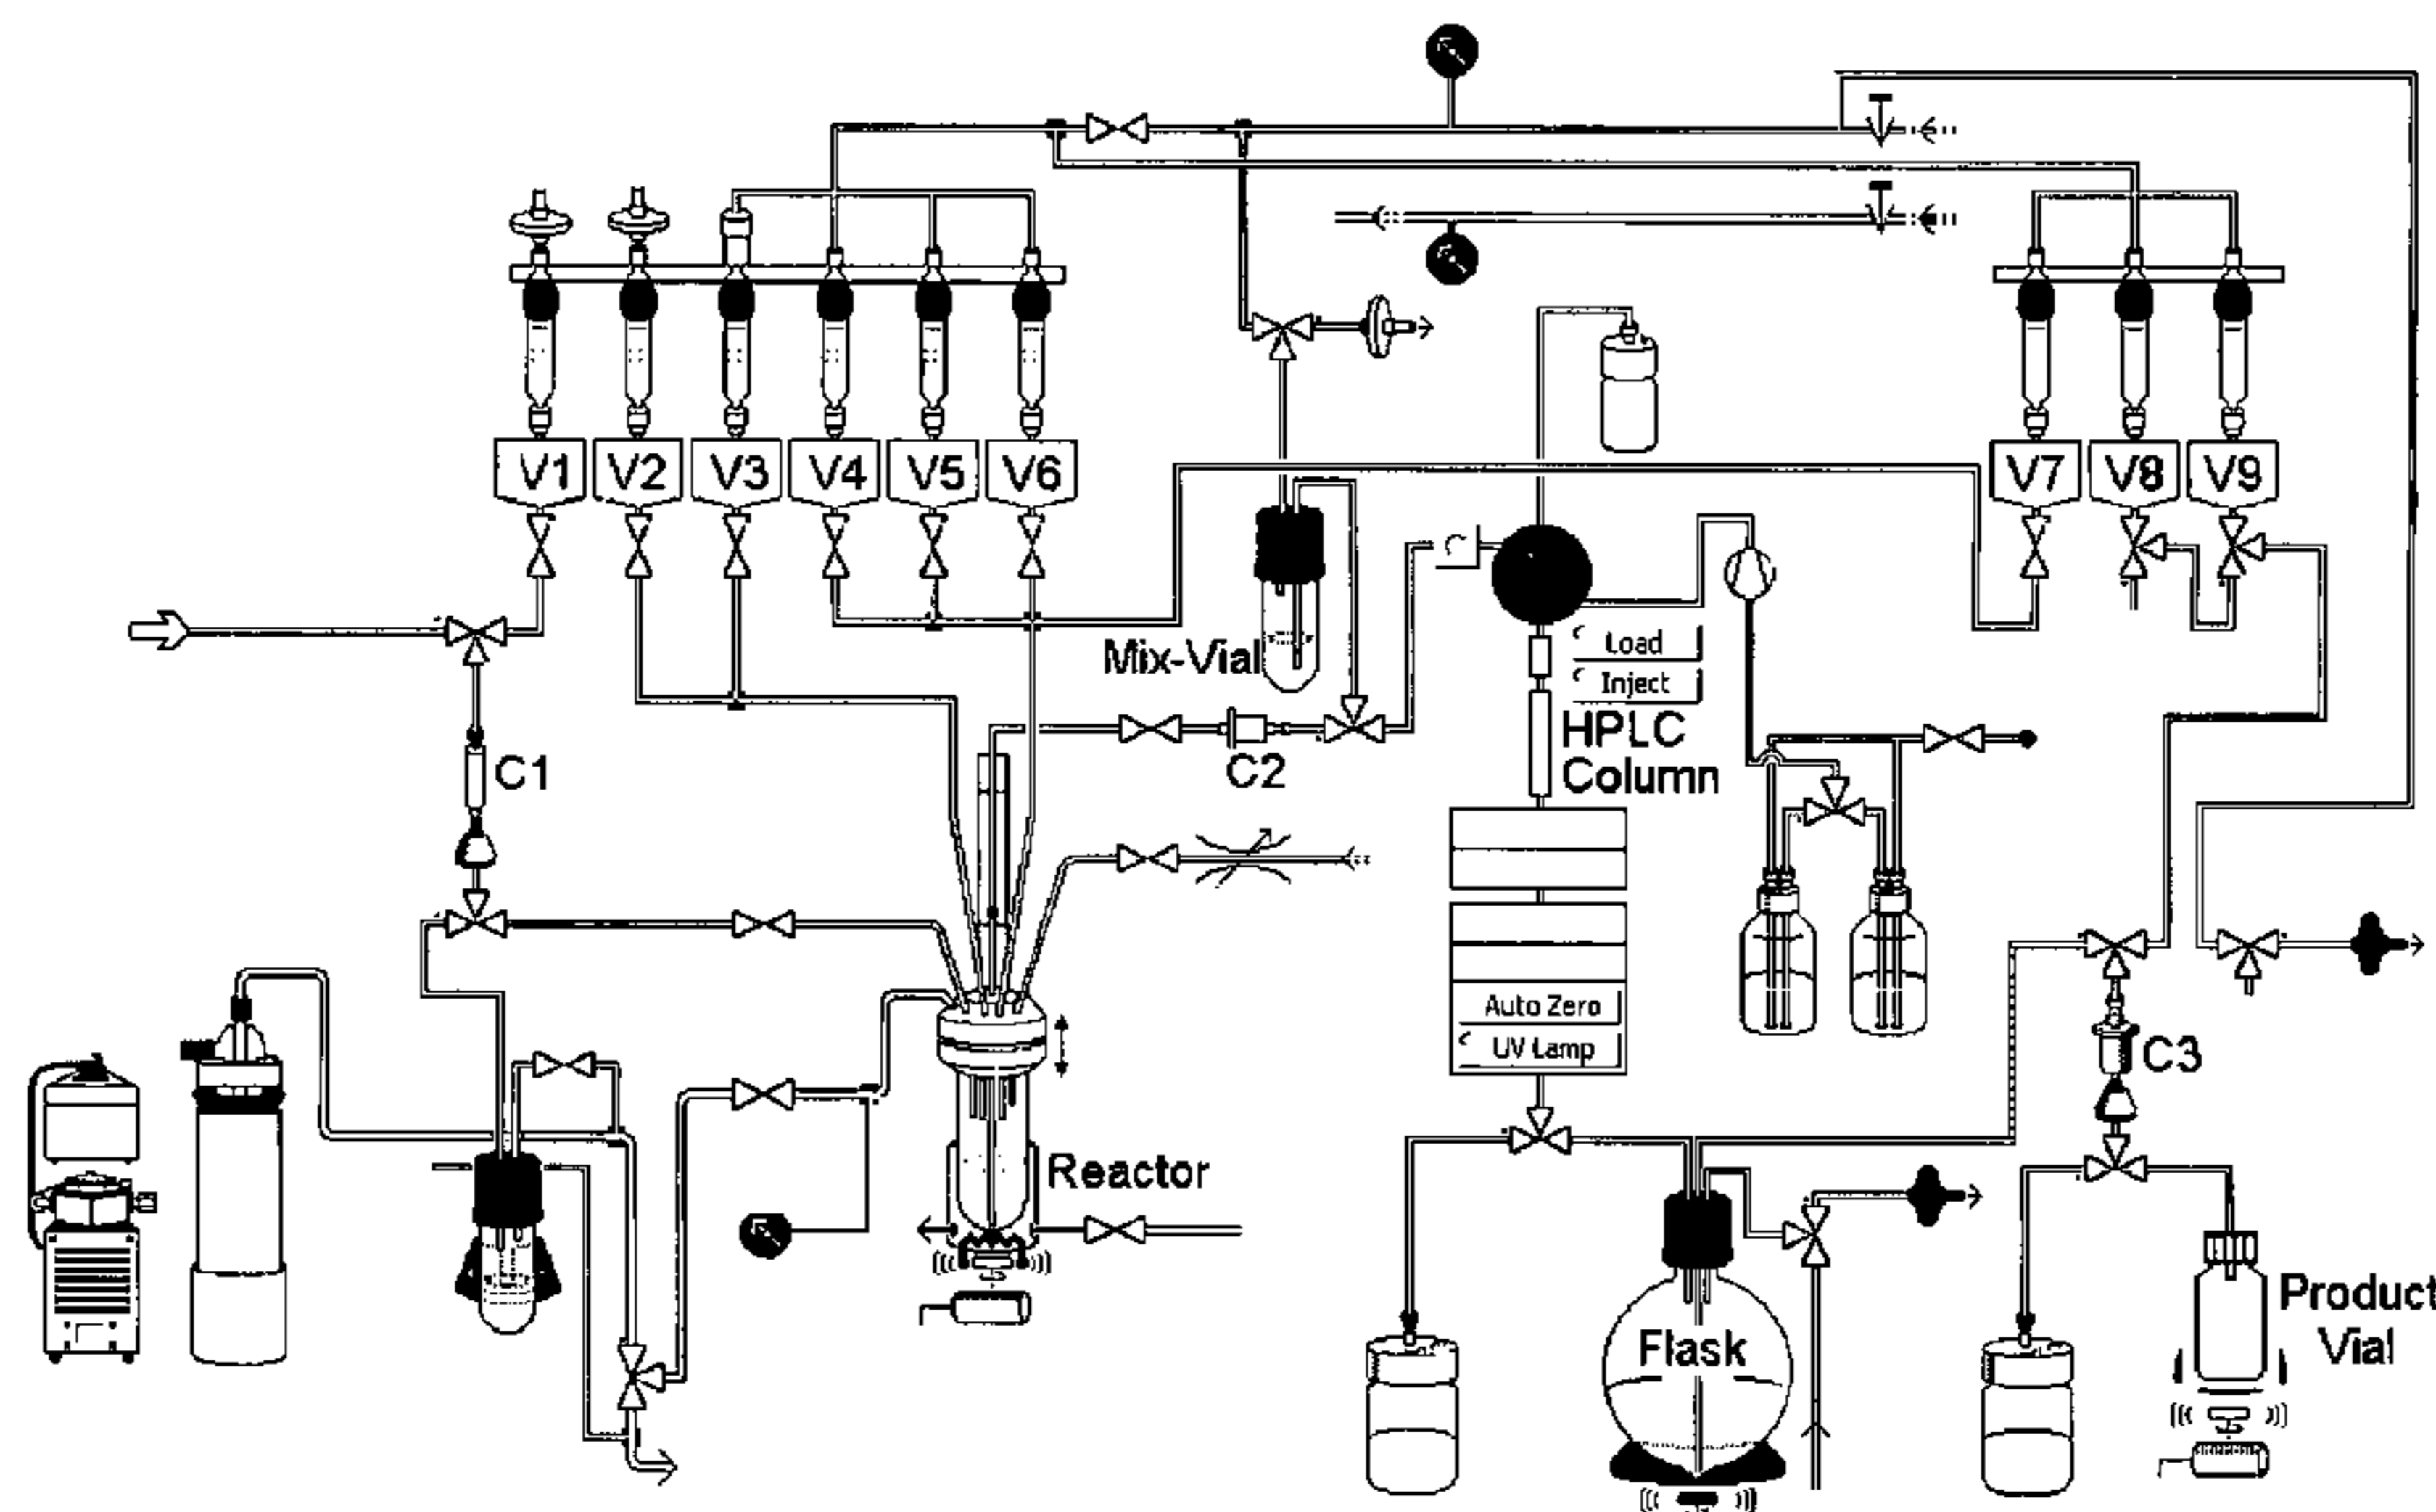 V1 V2 V3 V4 V5 V6
V7 V8 V9
Mix-Vial
Load
Inject
HPLC
Column
C1
C2
Auto Zero
UV Lamp
C3
Reactor
Flask
Product
Vial